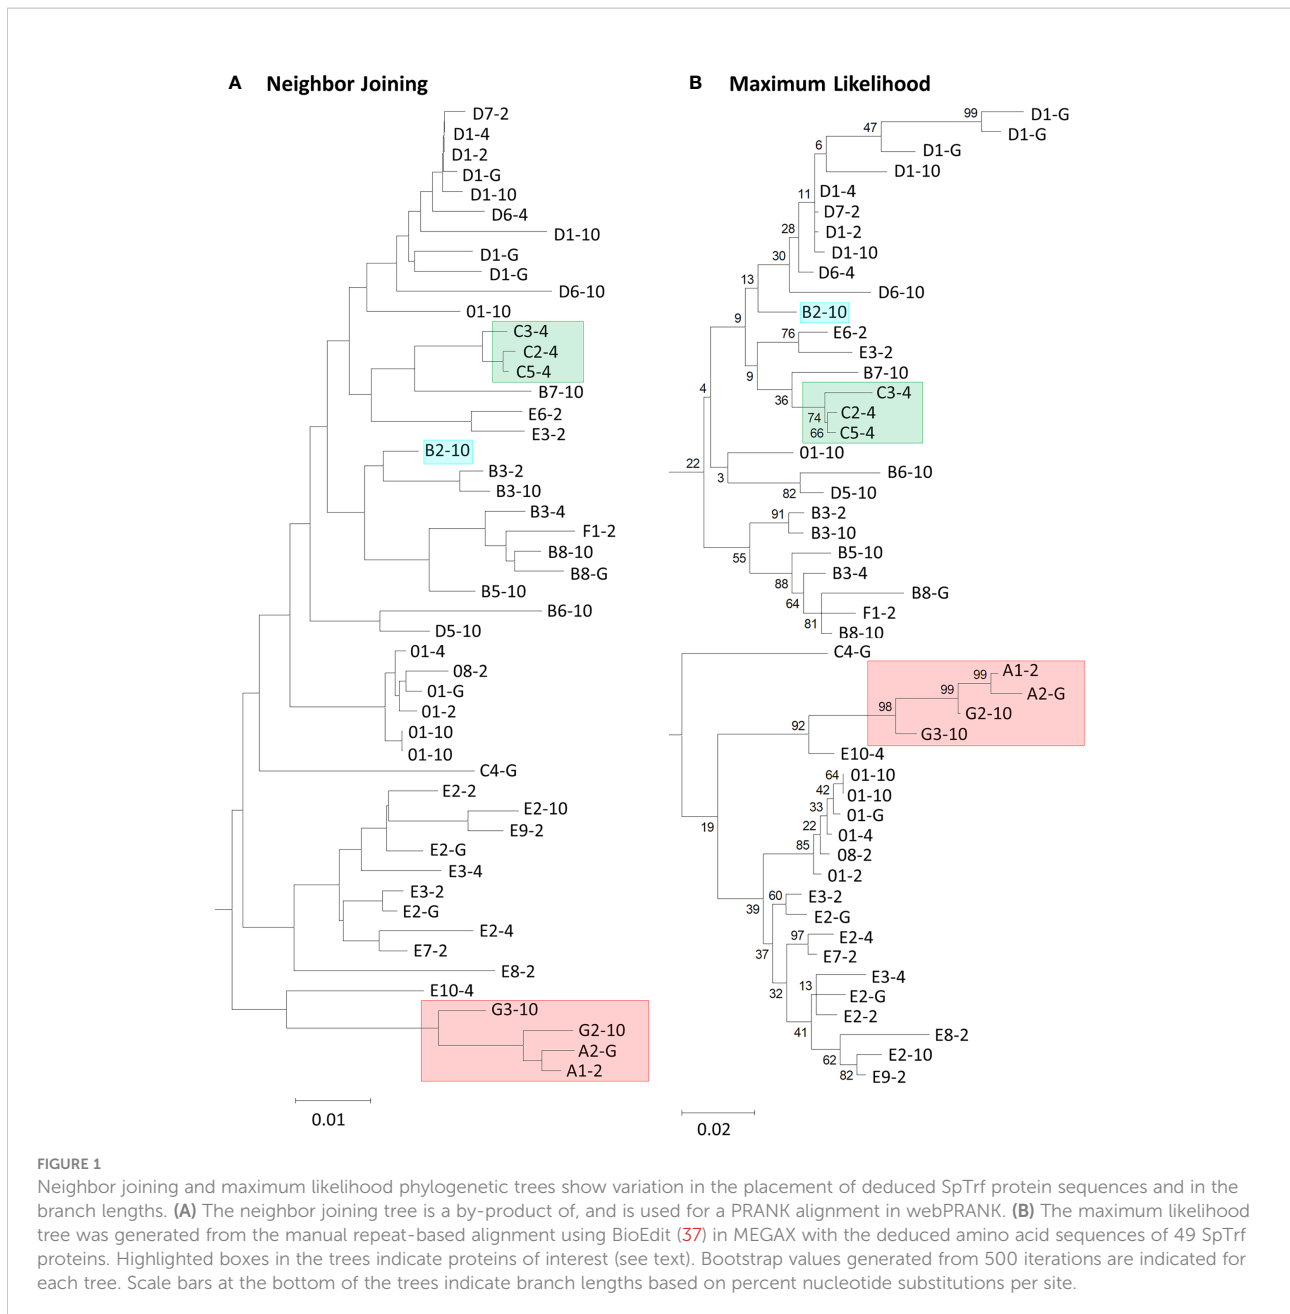 A Neighbor Joining
D7-2
D1-4
D1-2
D1-G
D1-10
D6-4
D1-10
D1-G
D1-G
D6-10
01-10
C3-4
C2-4
C5-4
B7-10
E6-2
E3-2
B2-10
B3-2
B3-10
B3-4
F1-2
B8-10
B8-G
B5-10
B6-10
D5-10
01-4
08-2
01-G
01-2
01-10
01-10
C4-G
E2-2
E2-10
E9-2
E2-G
E3-4
E3-2
E2-G
E2-4
E7-2
E8-2
E10-4
G3-10
G2-10
A2-G
A1-2
0.01
B Maximum Likelihood
99 D1-G
D1-G
47
D1-G
6
D1-10
11 D1-4
D7-2
28 D1-2
D1-10
30
D6-4
13
D6-10
9 B2-10
76 E6-2
E3-2
9
B7-10
4
36 C3-4
74 C2-4
66 C5-4
01-10
22
3 B6-10
82 D5-10
91 B3-2
B3-10
55
B5-10
88 B3-4
64 B8-G
F1-2
81
B8-10
C4-G
99 A1-2
99 A2-G
98 G2-10
92 G3-10
E10-4
64 01-10
42 01-10
33 01-G
22 01-4
19
85 08-2
01-2
60 E3-2
39 E2-G
97 E2-4
37 E7-2
13 E3-4
32 E2-G
E2-2
41 E8-2
62 E2-10
82 E9-2
0.02
FIGURE 1
Neighbor joining and maximum likelihood phylogenetic trees show variation in the placement of deduced SpTrf protein sequences and in the
branch lengths. (A) The neighbor joining tree is a by-product of, and is used for a PRANK alignment in webPRANK. (B) The maximum likelihood
tree was generated from the manual repeat-based alignment using BioEdit (37) in MEGAX with the deduced amino acid sequences of 49 SpTrf
proteins. Highlighted boxes in the trees indicate proteins of interest (see text). Bootstrap values generated from 500 iterations are indicated for
each tree. Scale bars at the bottom of the trees indicate branch lengths based on percent nucleotide substitutions per site.